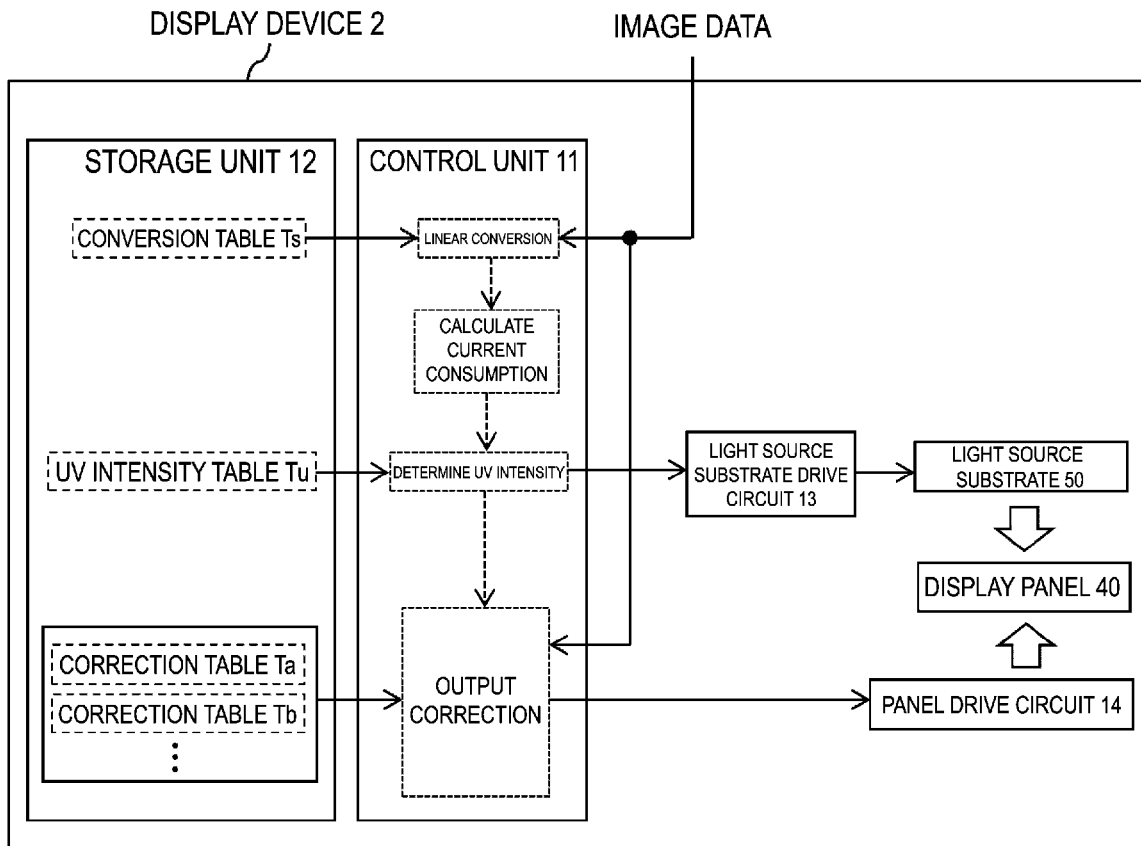 DISPLAY DEVICE 2
IMAGE DATA
STORAGE UNIT 12
CONTROL UNIT 11
CONVERSION TABLE Ts
LINEAR CONVERSION
CALCULATE
CURRENT
CONSUMPTION
UV INTENSITY TABLE Tu
DETERMINE UV INTENSITY
LIGHT SOURCE
SUBSTRATE DRIVE
CIRCUIT 13
LIGHT SOURCE
SUBSTRATE 50
DISPLAY PANEL 40
CORRECTION TABLE Ta
CORRECTION TABLE Tb
OUTPUT
CORRECTION
PANEL DRIVE CIRCUIT 14